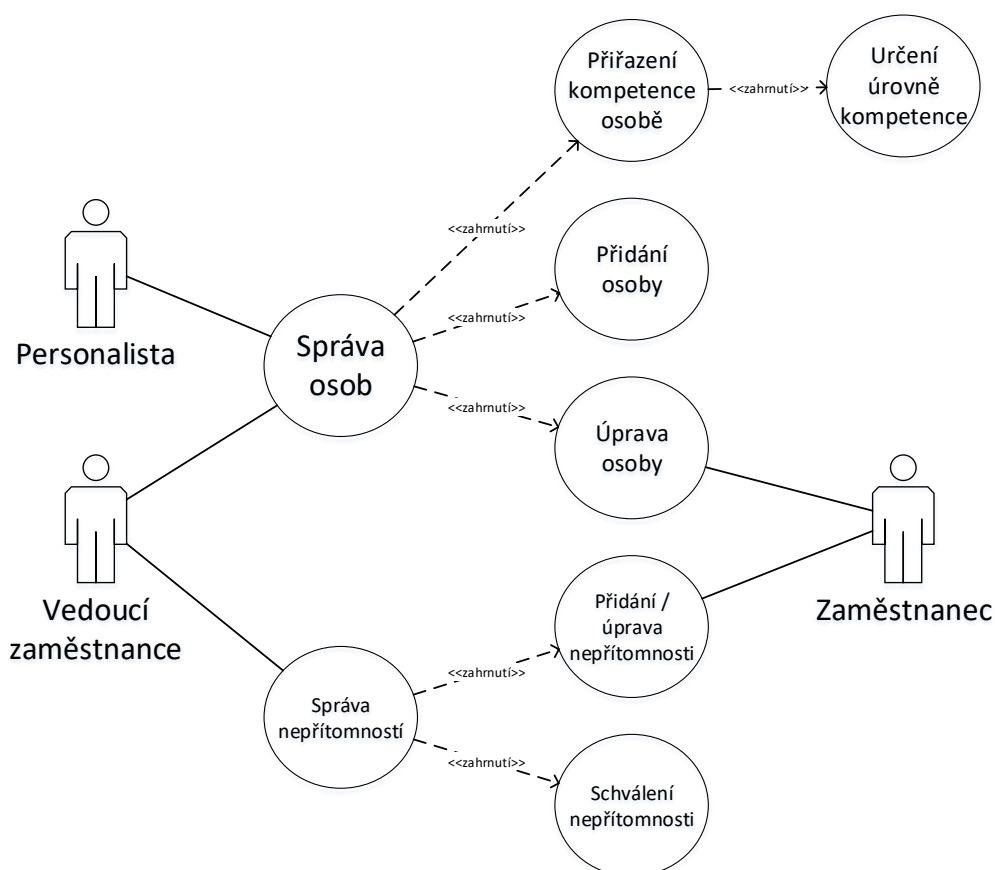 Přiřazení
kompetence
osobě
<<zahrnutí>>
Určení
úrovně
kompetence
<<zahrnutí>>
Přidání
osoby
Personalista
Správa
osob
<<zahrnutí>>
<<zahrnutí>>
Úprava
osoby
Vedoucí
zaměstnance
Zaměstnanec
Přidání /
úprava
nepřítomnosti
<<zahrnutí>>
Správa
nepřítomností
<<zahrnutí>>
Schválení
nepřítomnosti